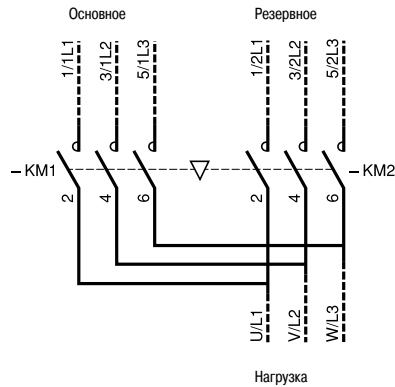 Основное
Резервное
1/1L1
3/1L2
5/1L3
1/2L1
3/2L2
5/2L3
– KM1
– KM2
2
4
6
2
4
6
U/L1
V/L2
W/L3
Нагрузка